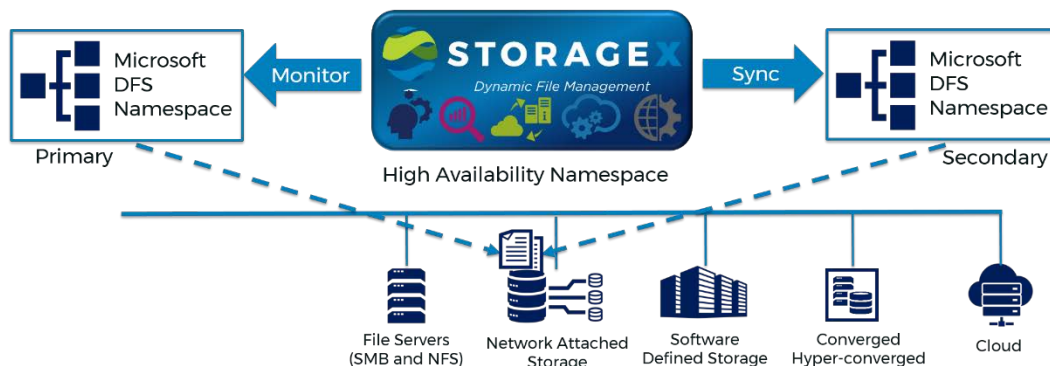 Microsoft
DFS
Namespace
Primary
Monitor
STORAGEX
Dynamic File Management
High Availability Namespace
Sync
Microsoft
DFS
Namespace
Secondary
File Servers
(SMB and NFS)
Network Attached
Storage
Software
Defined Storage
Converged
Hyper-converged
Cloud